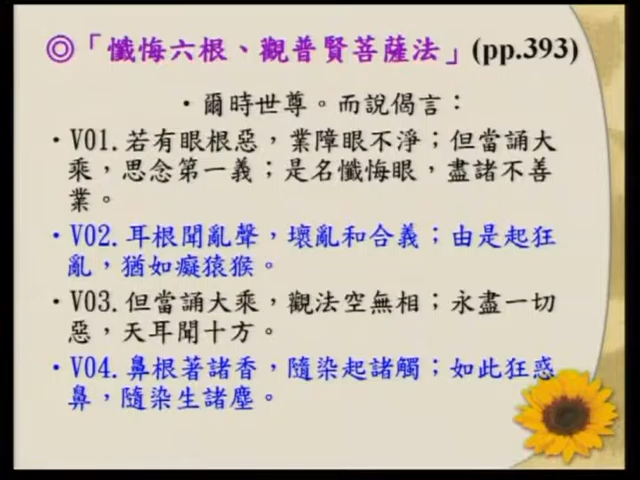 ◎「懺悔六根、觀普賢菩薩法」(pp.393)
•爾時世尊。而說偈言：
•V01.若有眼根惡，業障眼不淨；但當誦大
乘，思念第一義；是名懺悔眼，盡諸不善
業。
•V02.耳根聞亂聲，壞亂和合義；由是起狂
亂，猶如癡猿猴。
•V03.但當誦大乘，觀法空無相；永盡一切
惡，天耳聞十方。
•V04.鼻根著諸香，隨染起諸觸；如此狂惑
鼻，隨染生諸塵。